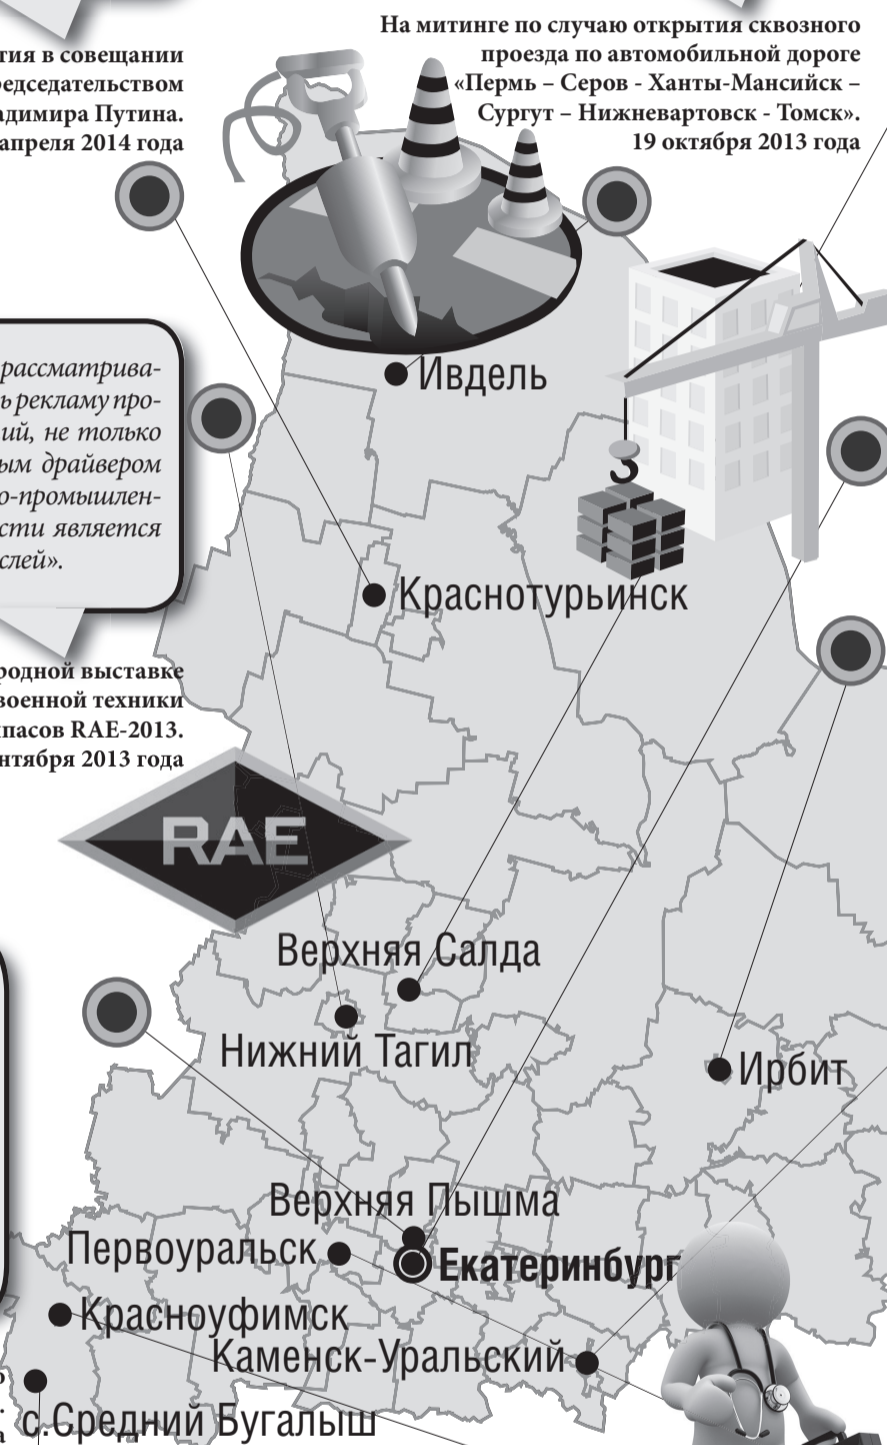 тия в совещании
редседательством
адимира Путина.
апреля 2014 года
На митинге по случаю открытия сквозного
проезда по автомобильной дороге
«Пермь – Серов - Ханты-Мансийск –
Сургут – Нижневартовск - Томск».
19 октября 2013 года
рассматрива-
ь рекламу про-
ий, не только
ым драйвером
о-промышлен-
сти является
слей».
родной выставке
военной техники
пасов RAE-2013.
нтября 2013 года
RAE
Ивдель
Краснотурьинск
Верхняя Салда
Нижний Тагил
Ирбит
Верхняя Пышма
Первоуральск
Екатеринбург
Красноуфимск
Каменск-Уральский
с.Средний Бугалыш